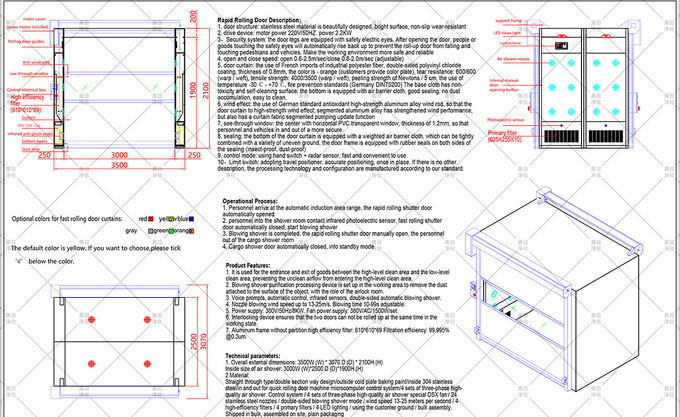 Rapid Rolling Door Description;
1, door structure: stainless steel material is beautifully designed, bright surface, non-slip wear-resistant
2, drive device: motor power 220V/50HZ, power 2.2KW
3- Security system: the door legs are equipped with safety electric eyes, After opening the door, people or
goods touching the safety eyes will automatically rise back up to prevent the roll-up door from falling and
touching pedestrians and vehicles. Make the working environment more safe and reliable
4, open and close speed: open 0.6-2.5m/sec/close 0.8-2.0m/sec (adjustable)
5, door curtain: the use of French imports of industrial polyester fiber, double-sided polyvinyl chloride
coating, thickness of 0.8mm, the color is - orange (customers provide color plate), tear resistance: 600/600
(warp / weft), tensile strength: 4000/3500 (warp / weft), peeling strength of Newtons / 5 cm, the use of
temperature -30 ℃ - +70 ℃, fire prevention standards (Germany DIN75200) The base cloth has non-
toxicity and self-cleaning surface; the bottom is equipped with air barrier cloth, good sealing; no dust
accumulation, easy to clean;
6, wind effect: the use of German standard antioxidant high-strength aluminum alloy wind rod, so that the
door curtain to high-strength wind effect; segmented aluminum alloy has strengthened wind performance,
but also has a curtain fabric segmented pumping update function
7, see-through window: the center with horizontal PVC transparent window, thickness of 1.2mm, so that
personnel and vehicles in and out of a more secure
8, sealing: the bottom of the door curtain is equipped with a weighted air barrier cloth, which can be tightly
combined with a variety of uneven ground, the door frame is equipped with rubber seals on both sides of
the sealing (insect-proof, dust-proof)
9, control mode: using hand switch + radar sensor, fast and convenient to use
10- Limit switch: adopting travel positioner, accurate positioning, once in place. If there is no other
description, the processing technology and configuration are manufactured according to our standard.
Rolling door guides
Anti-wind pole
see-through window
Control electrical box
High efficiency
filter
(610*610*69)
Curtain
Infrared anti-pinch sensor
bottom beam
Dust strip
200
1900
2100
250
3000
250
3500
support frame
LED clean light
control Panel
Air shower nozzle
Internal manual
door opening
button
Photoelectric sensor
Primary filter
(625X255X10)
Optional colors for fast rolling door curtains: red yellow blue
gray green orange
The default color is yellow. If you want to choose,please tick
"√" below the color.
2500
3070
Operational Process:
1. Personnel arrive at the automatic induction area range, the rapid rolling shutter door
automatically opened
2. personnel into the shower room contact infrared photoelectric sensor, fast rolling shutter
door automatically closed, start blowing shower
3. Blowing shower is completed, the rapid rolling shutter door manually open, the personnel
out of the cargo shower room
4. Cargo shower door automatically closed, into standby mode.
Product Features:
1. It is used for the entrance and exit of goods between the high-level clean area and the low-level
clean area, preventing the unclean airflow from entering the high-level clean area.
2. Blowing shower purification processing device is set up in the working area to remove the dust
attached to the surface of the object, with the role of the airlock room.
3. Voice prompts, automatic control, infrared sensors, double-sided automatic blowing shower.
4. Nozzle blowing wind speed up to 13-25m/s. Blowing time 10-99s adjustable.
5. Power supply: 380V/50Hz/8KW. Fan power supply: 380V/AC/1500W/set.
6. Interlocking device ensures that the two doors can not be rolled up at the same time in the
working state.
7. Aluminum frame without partition high efficiency filter: 610*610*69 Filtration efficiency: 99.995%
@0.3um.
Technical parameters:
1. Overall external dimensions: 3500W (W) * 3070 D (D) * 2100H (H)
Inside size of air shower: 3000W(W)*2500 D(D)*1900H (H)
2.Material:
Straight through type/double section way design/outside cold plate baking paint/inside 304 stainless
steel/in and out for quick rolling door machine microcomputer control system/4 sets of three-phase high-
quality air shower. Control system / 4 sets of three-phase high-quality air shower special DSX fan / 24
stainless steel nozzles / double-sided blowing shower mode / wind speed 13-25 meters per second / 4
high-efficiency filters / 4 primary filters / 4 LED lighting / using the customer ground / bulk assembly.
Shipped in bulk, assembled on site, plain packaging